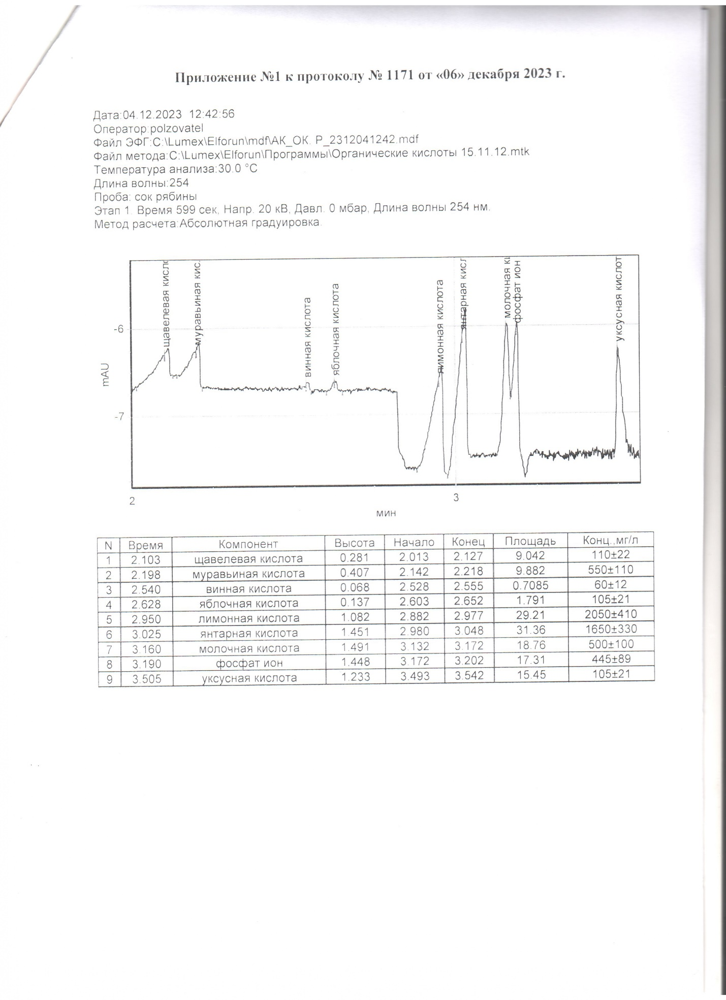 Приложение №1 к протоколу № 1171 от «06» декабря 2023 г.
Дата:04.12.2023 12:42:56
Оператор:polzovatel
Файл ЭФГ:C:\Lumex\Elforun\mdf\АК_ОК. Р_2312041242.mdf
Файл метода:C:\Lumex\Elforun\Программы\Органические кислоты 15.11.12.mtk
Температура анализа:30.0 °C
Длина волны:254
Проба: сок рябины
Этап 1. Время 599 сек, Напр. 20 кВ, Давл. 0 мбар, Длина волны 254 нм.
Метод расчета:Абсолютная градуировка.
щавелевая кисло
муравьиная кис.
винная кислота
яблочная кислота
лимонная кислота
янтарная кисл
молочная ки
фосфат ион
уксусная кислот
-6
mAU
-7
2
3
мин
N Время Компонент Высота Начало Конец Площадь Конц.,мг/л
1 2.103 щавелевая кислота 0.281 2.013 2.127 9.042 110±22
2 2.198 муравьиная кислота 0.407 2.142 2.218 9.882 550±110
3 2.540 винная кислота 0.068 2.528 2.555 0.7085 60±12
4 2.628 яблочная кислота 0.137 2.603 2.652 1.791 105±21
5 2.950 лимонная кислота 1.082 2.882 2.977 29.21 2050±410
6 3.025 янтарная кислота 1.451 2.980 3.048 31.36 1650±330
7 3.160 молочная кислота 1.491 3.132 3.172 18.76 500±100
8 3.190 фосфат ион 1.448 3.172 3.202 17.31 445±89
9 3.505 уксусная кислота 1.233 3.493 3.542 15.45 105±21